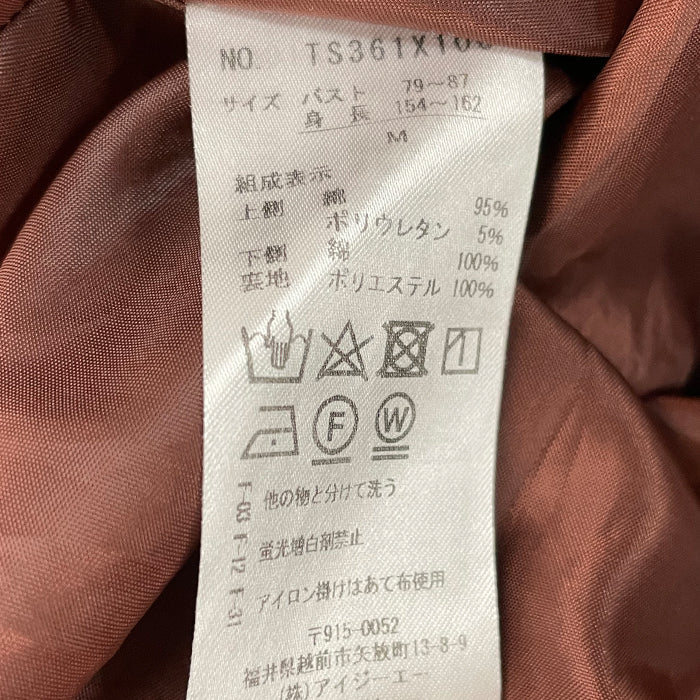 NO. TS361X10
サイズ バスト 79～87
身長 154～162
M
組成表示
上側 綿 95%
ポリウレタン 5%
下側 綿 100%
裏地 ポリエステル 100%
F
W
他の物と分けて洗う
蛍光増白剤禁止
アイロン掛けはあて布使用
F-03 F-12 F-31
〒915-0052
福井県越前市矢放町13-8-9
(株)アイジーエー